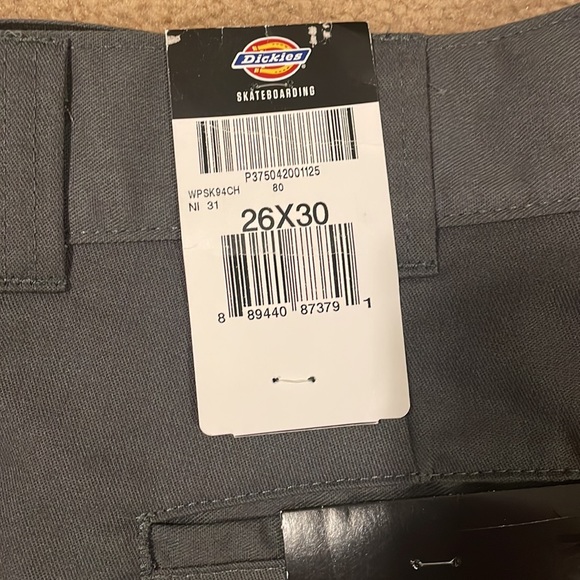 Dickies
SKATEBOARDING
P375042001125
WPSK94CH 80
NI 31
26X30
8 89440 87379 1